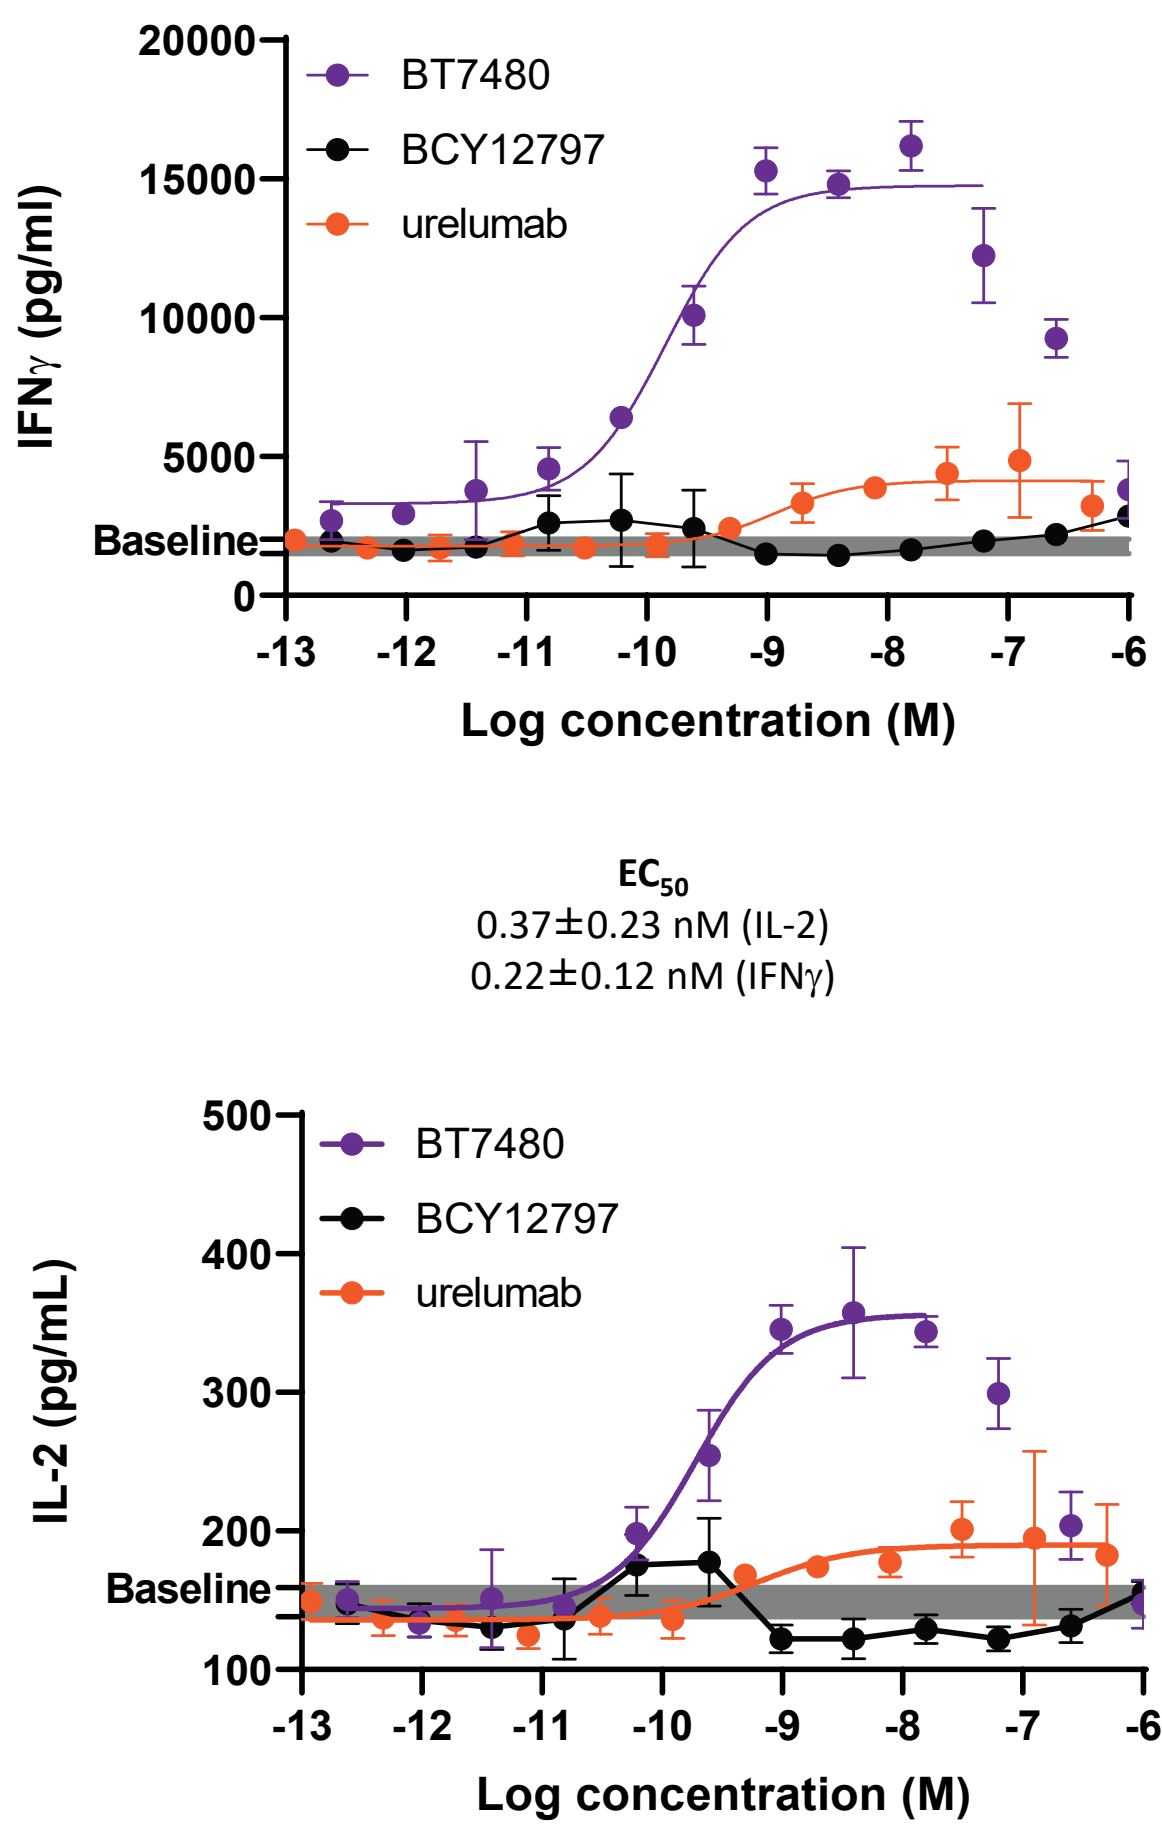 20000
BT7480
BCY12797
15000
urelumab
IFNγ (pg/ml)
10000
5000
Baseline
0
-13 -12 -11 -10 -9 -8 -7 -6
Log concentration (M)
EC50
0.37±0.23 nM (IL-2)
0.22±0.12 nM (IFNγ)
500
BT7480
BCY12797
400
urelumab
IL-2 (pg/mL)
300
200
Baseline
100
-13 -12 -11 -10 -9 -8 -7 -6
Log concentration (M)